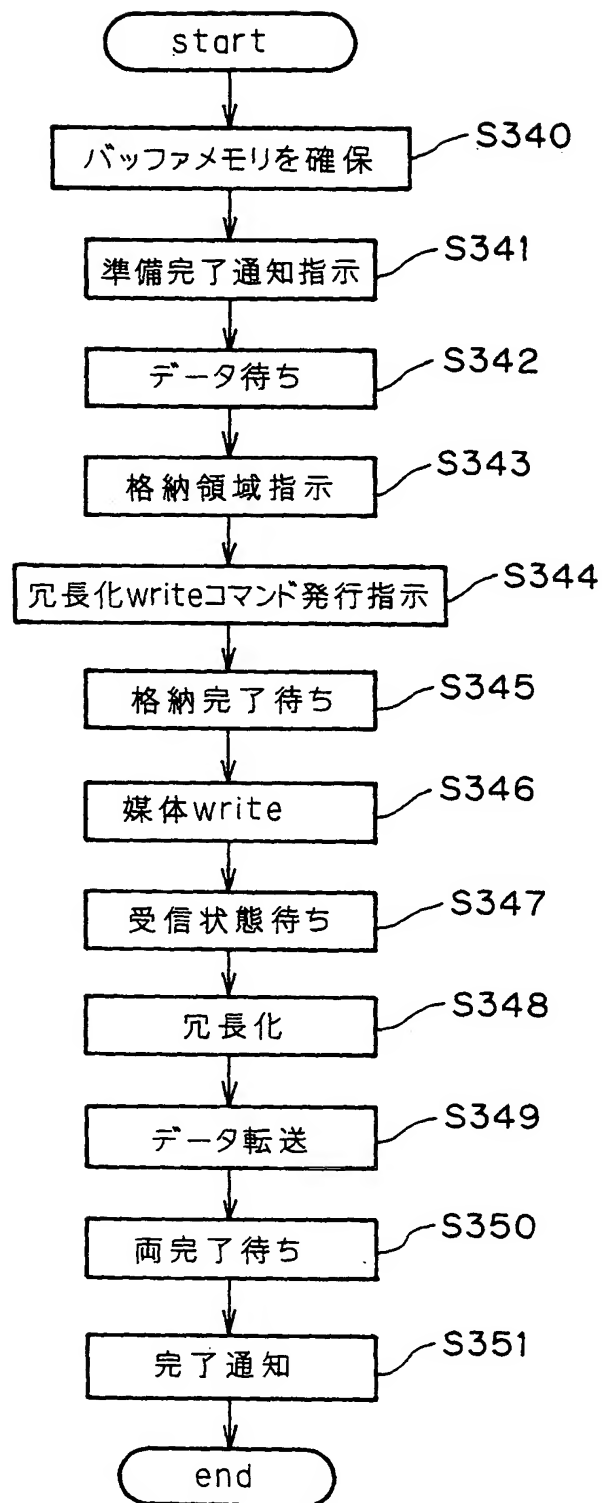 start
バッファメモリを確保
S340
準備完了通知指示
S341
データ待ち
S342
格納領域指示
S343
冗長化writeコマンド発行指示
S344
格納完了待ち
S345
媒体write
S346
受信状態待ち
S347
冗長化
S348
データ転送
S349
両完了待ち
S350
完了通知
S351
end